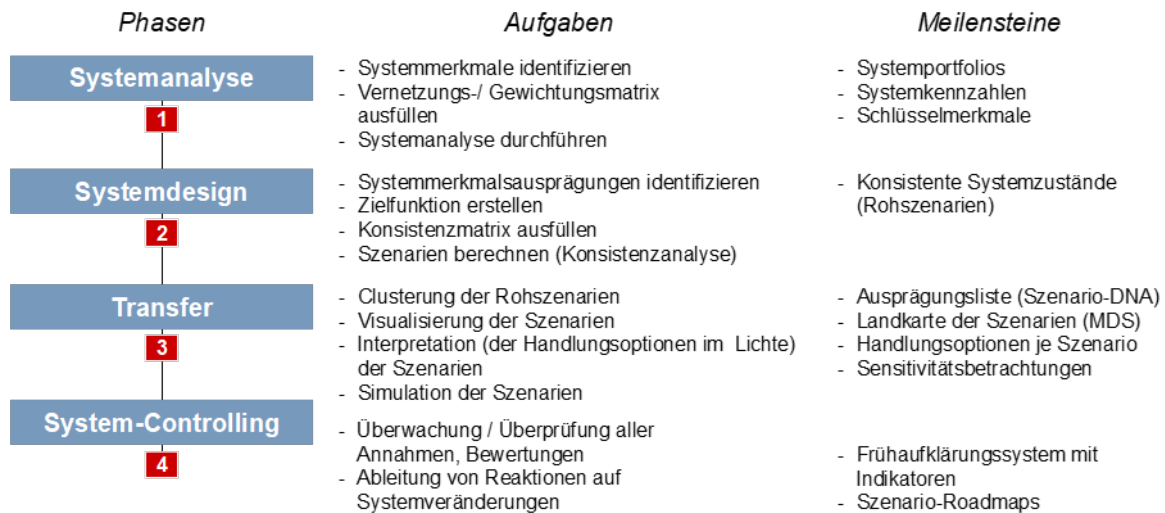 Phasen
Aufgaben
Meilensteine
Systemanalyse
1
- Systemmerkmale identifizieren
- Vernetzungs-/ Gewichtungsmatrix
ausfüllen
- Systemanalyse durchführen
- Systemportfolios
- Systemkennzahlen
- Schlüsselmerkmale
Systemdesign
2
- Systemmerkmalsausprägungen identifizieren
- Zielfunktion erstellen
- Konsistenzmatrix ausfüllen
- Szenarien berechnen (Konsistenzanalyse)
- Konsistente Systemzustände
(Rohszenarien)
Transfer
3
- Clusterung der Rohszenarien
- Visualisierung der Szenarien
- Interpretation (der Handlungsoptionen im Lichte)
der Szenarien
- Simulation der Szenarien
- Ausprägungsliste (Szenario-DNA)
- Landkarte der Szenarien (MDS)
- Handlungsoptionen je Szenario
- Sensitivitätsbetrachtungen
System-Controlling
4
- Überwachung / Überprüfung aller
Annahmen, Bewertungen
- Ableitung von Reaktionen auf
Systemveränderungen
- Frühaufklärungssystem mit
Indikatoren
- Szenario-Roadmaps